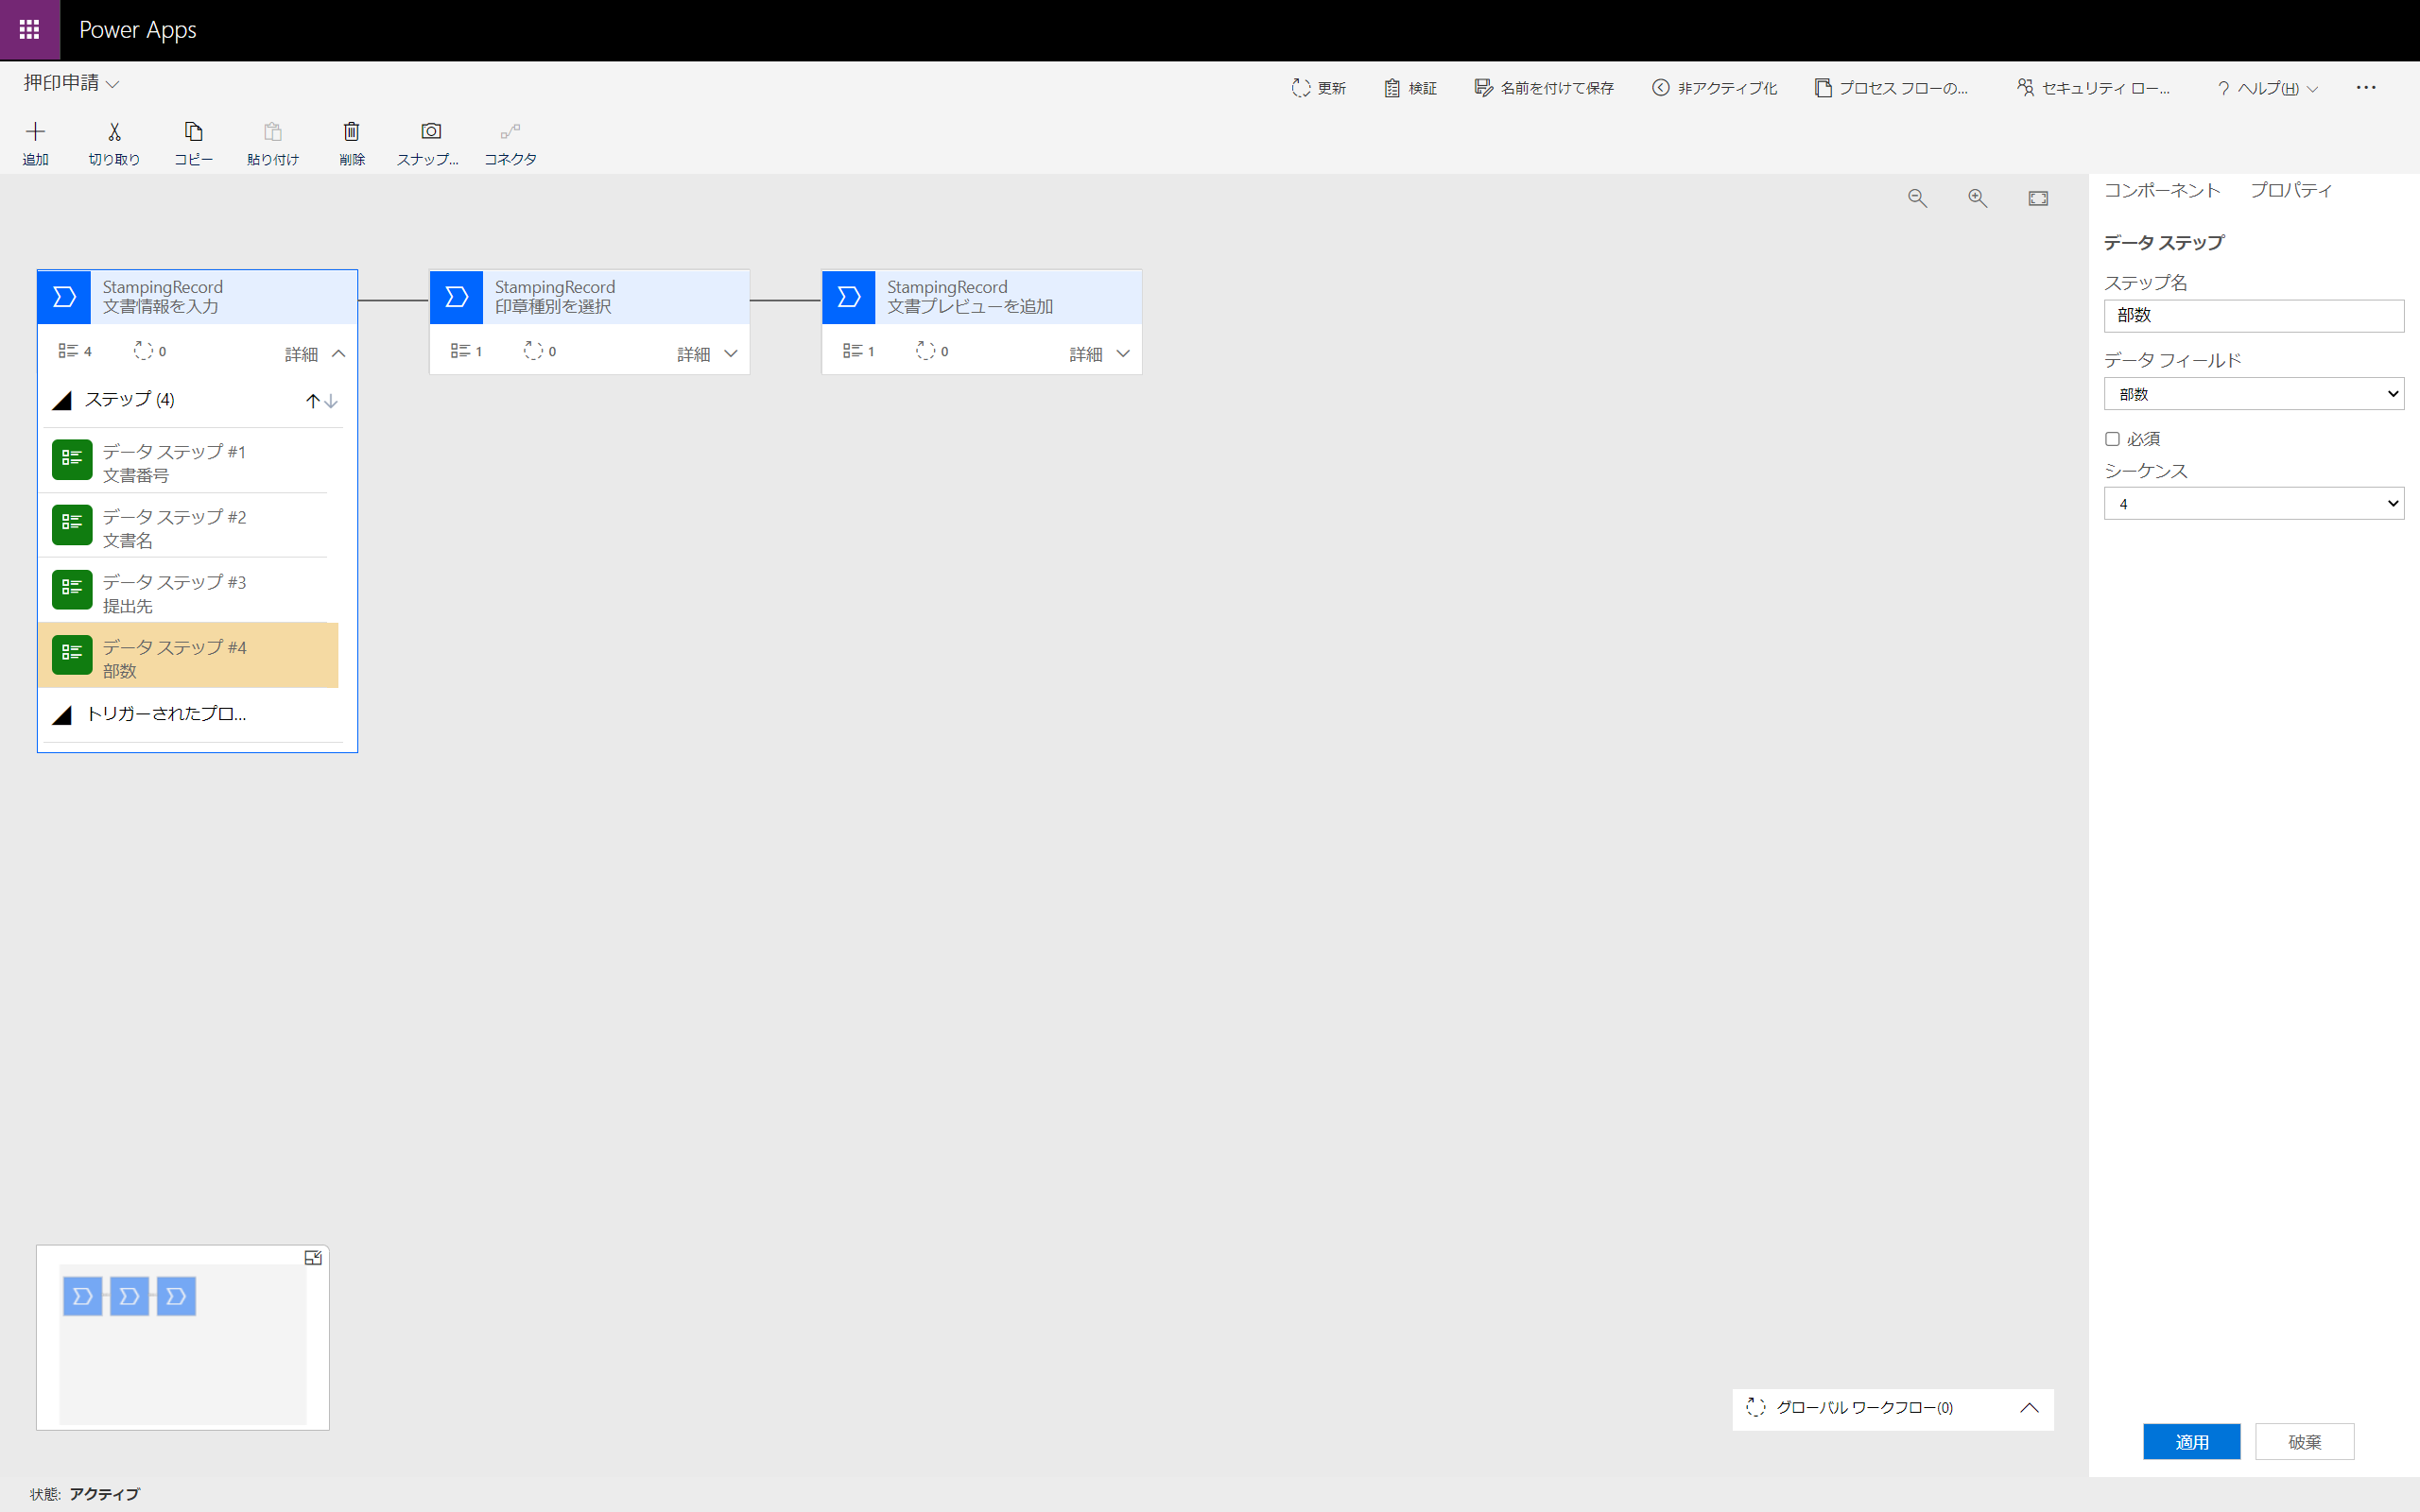 Power Apps
押印申請
更新
検証
名前を付けて保存
非アクティブ化
プロセス フローの...
セキュリティ ロー...
? ヘルプ(H)
...
追加
切り取り
コピー
貼り付け
削除
スナップ...
コネクタ
コンポーネント
プロパティ
StampingRecord
文書情報を入力
4
0
詳細
ステップ (4)
データ ステップ #1
文書番号
データ ステップ #2
文書名
データ ステップ #3
提出先
データ ステップ #4
部数
トリガーされたプロ...
StampingRecord
印章種別を選択
1
0
詳細
StampingRecord
文書プレビューを追加
1
0
詳細
データ ステップ
ステップ名
部数
データ フィールド
部数
必須
シーケンス
4
グローバル ワークフロー(0)
適用
破棄
状態: アクティブ